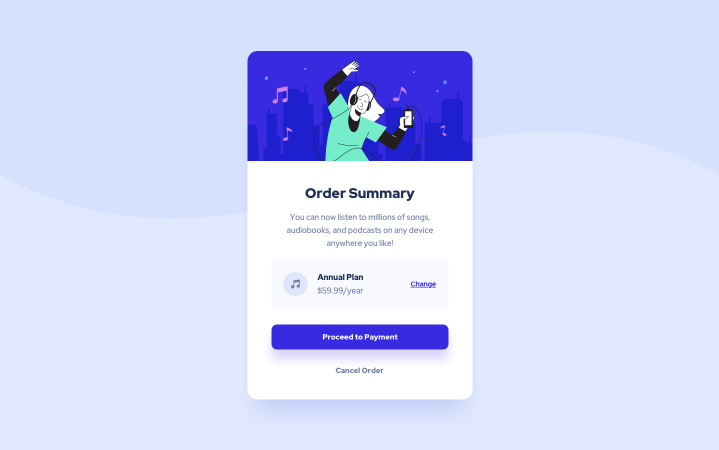 Order Summary
You can now listen to millions of songs,
audiobooks, and podcasts on any device
anywhere you like!
Annual Plan
$59.99/year
Change
Proceed to Payment
Cancel Order